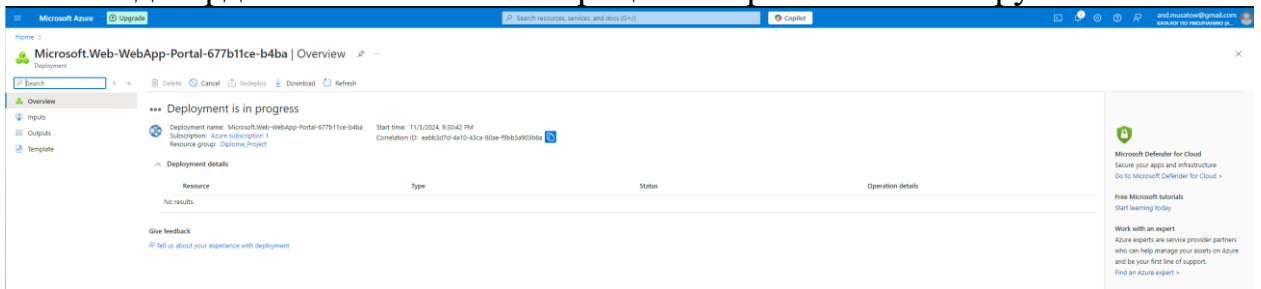 Microsoft Azure
Upgrade
Search resources, services, and docs (G+/)
Copilot
and.musatow@gmail.com
Home >
Microsoft.Web-WebApp-Portal-677b11ce-b4ba | Overview
Deployment
Search
Delete Cancel Redeploy Download Refresh
Overview
Inputs
Outputs
Template
Deployment is in progress
Deployment name: Microsoft.Web-WebApp-Portal-677b11ce-b4ba
Subscription: Azure subscription 1
Resource group: Diploma_Project
Start time: 11/3/2024, 9:30:42 PM
Correlation ID: eabb3d7d-4a10-43ca-80ae-f9bb3a903b8a
Deployment details
Resource Type Status Operation details
No results.
Give feedback
Tell us about your experience with deployment
Microsoft Defender for Cloud
Secure your apps and infrastructure
Go to Microsoft Defender for Cloud >
Free Microsoft tutorials
Start learning today
Work with an expert
Azure experts are service provider partners
who can help manage your assets on Azure
and be your first line of support.
Find an Azure expert >